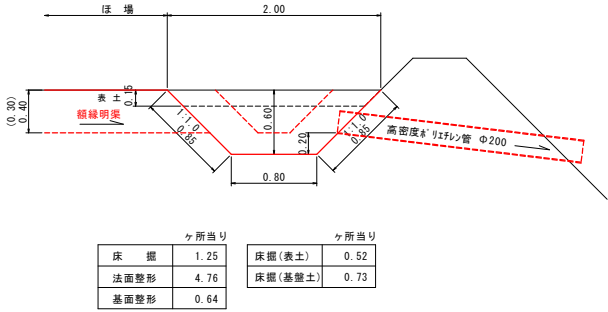 ほ 場
2.00
(0.30)
0.40
表 土
0.15
額縁明渠
1:1.0
0.85
0.60
0.20
1:1.0
0.85
高密度ﾎﾟﾘｴﾁﾚﾝ管 Φ200
0.80
ヶ所当り
床 掘 1.25
法面整形 4.76
基面整形 0.64
ヶ所当り
床掘(表土) 0.52
床掘(基盤土) 0.73